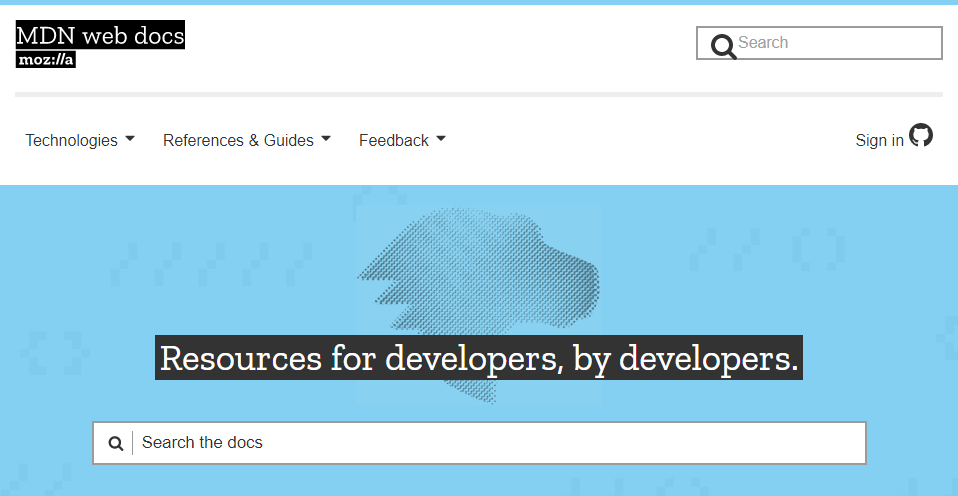 MDN web docs
moz://a
Search
Technologies
References & Guides
Feedback
Sign in
Resources for developers, by developers.
Search the docs